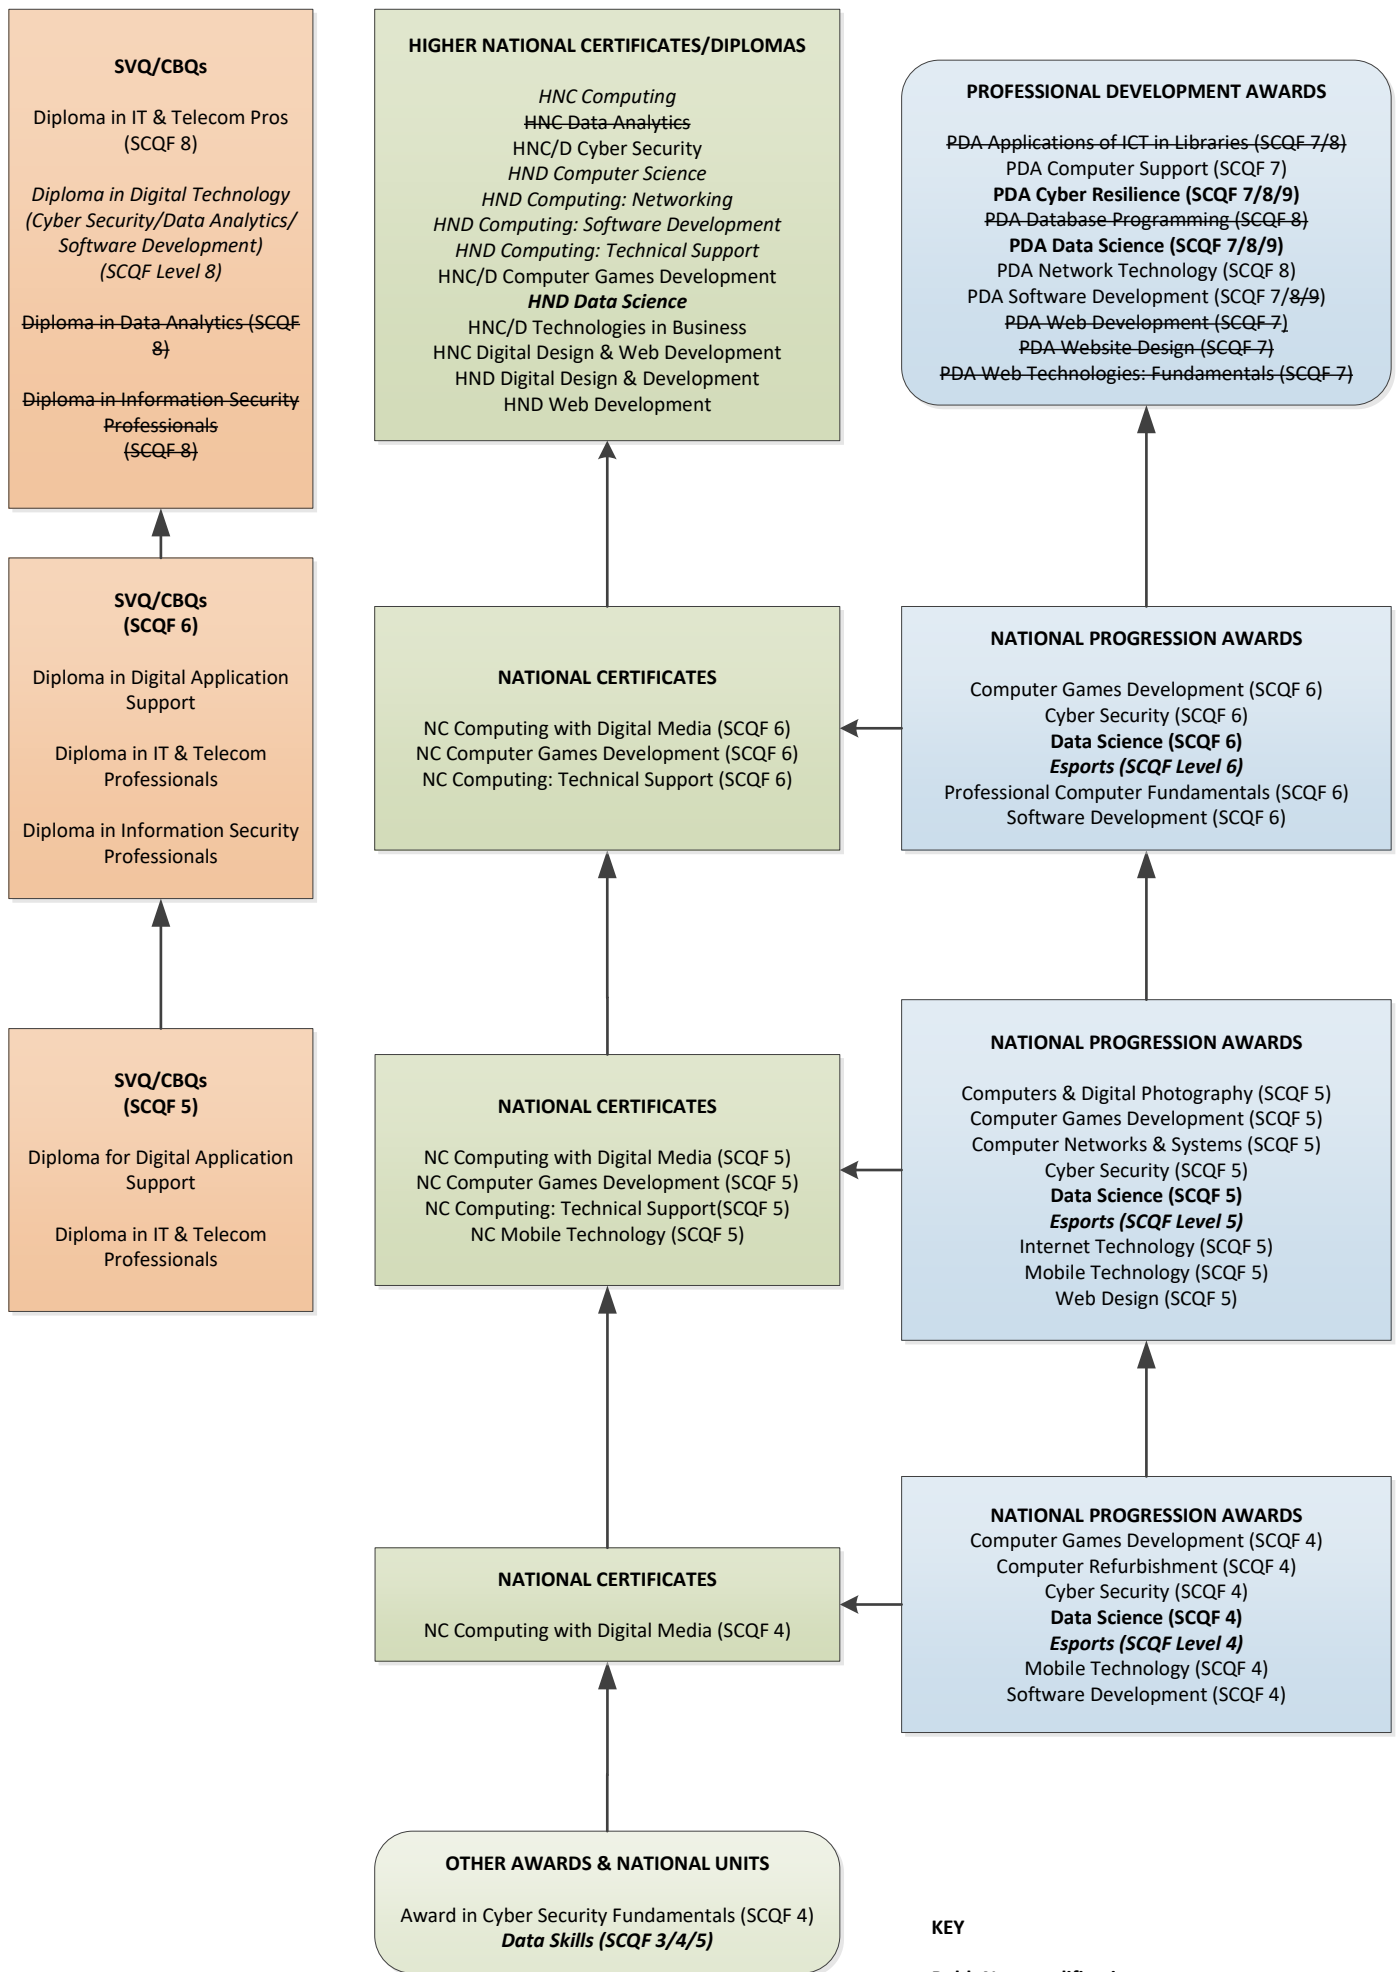 SVQ/CBQs
Diploma in IT & Telecom Pros
(SCQF 8)
Diploma in Digital Technology
(Cyber Security/Data Analytics/
Software Development)
(SCQF Level 8)
Diploma in Data Analytics (SCQF
8)
Diploma in Information Security
Professionals
(SCQF 8)
SVQ/CBQs
(SCQF 6)
Diploma in Digital Application
Support
Diploma in IT & Telecom
Professionals
Diploma in Information Security
Professionals
SVQ/CBQs
(SCQF 5)
Diploma for Digital Application
Support
Diploma in IT & Telecom
Professionals
HIGHER NATIONAL CERTIFICATES/DIPLOMAS
HNC Computing
HNC Data Analytics
HNC/D Cyber Security
HND Computer Science
HND Computing: Networking
HND Computing: Software Development
HND Computing: Technical Support
HNC/D Computer Games Development
HND Data Science
HNC/D Technologies in Business
HNC Digital Design & Web Development
HND Digital Design & Development
HND Web Development
NATIONAL CERTIFICATES
NC Computing with Digital Media (SCQF 6)
NC Computer Games Development (SCQF 6)
NC Computing: Technical Support (SCQF 6)
NATIONAL CERTIFICATES
NC Computing with Digital Media (SCQF 5)
NC Computer Games Development (SCQF 5)
NC Computing: Technical Support(SCQF 5)
NC Mobile Technology (SCQF 5)
NATIONAL CERTIFICATES
NC Computing with Digital Media (SCQF 4)
OTHER AWARDS & NATIONAL UNITS
Award in Cyber Security Fundamentals (SCQF 4)
Data Skills (SCQF 3/4/5)
PROFESSIONAL DEVELOPMENT AWARDS
PDA Applications of ICT in Libraries (SCQF 7/8)
PDA Computer Support (SCQF 7)
PDA Cyber Resilience (SCQF 7/8/9)
PDA Database Programming (SCQF 8)
PDA Data Science (SCQF 7/8/9)
PDA Network Technology (SCQF 8)
PDA Software Development (SCQF 7/8/9)
PDA Web Development (SCQF 7)
PDA Website Design (SCQF 7)
PDA Web Technologies: Fundamentals (SCQF 7)
NATIONAL PROGRESSION AWARDS
Computer Games Development (SCQF 6)
Cyber Security (SCQF 6)
Data Science (SCQF 6)
Esports (SCQF Level 6)
Professional Computer Fundamentals (SCQF 6)
Software Development (SCQF 6)
NATIONAL PROGRESSION AWARDS
Computers & Digital Photography (SCQF 5)
Computer Games Development (SCQF 5)
Computer Networks & Systems (SCQF 5)
Cyber Security (SCQF 5)
Data Science (SCQF 5)
Esports (SCQF Level 5)
Internet Technology (SCQF 5)
Mobile Technology (SCQF 5)
Web Design (SCQF 5)
NATIONAL PROGRESSION AWARDS
Computer Games Development (SCQF 4)
Computer Refurbishment (SCQF 4)
Cyber Security (SCQF 4)
Data Science (SCQF 4)
Esports (SCQF Level 4)
Mobile Technology (SCQF 4)
Software Development (SCQF 4)
KEY